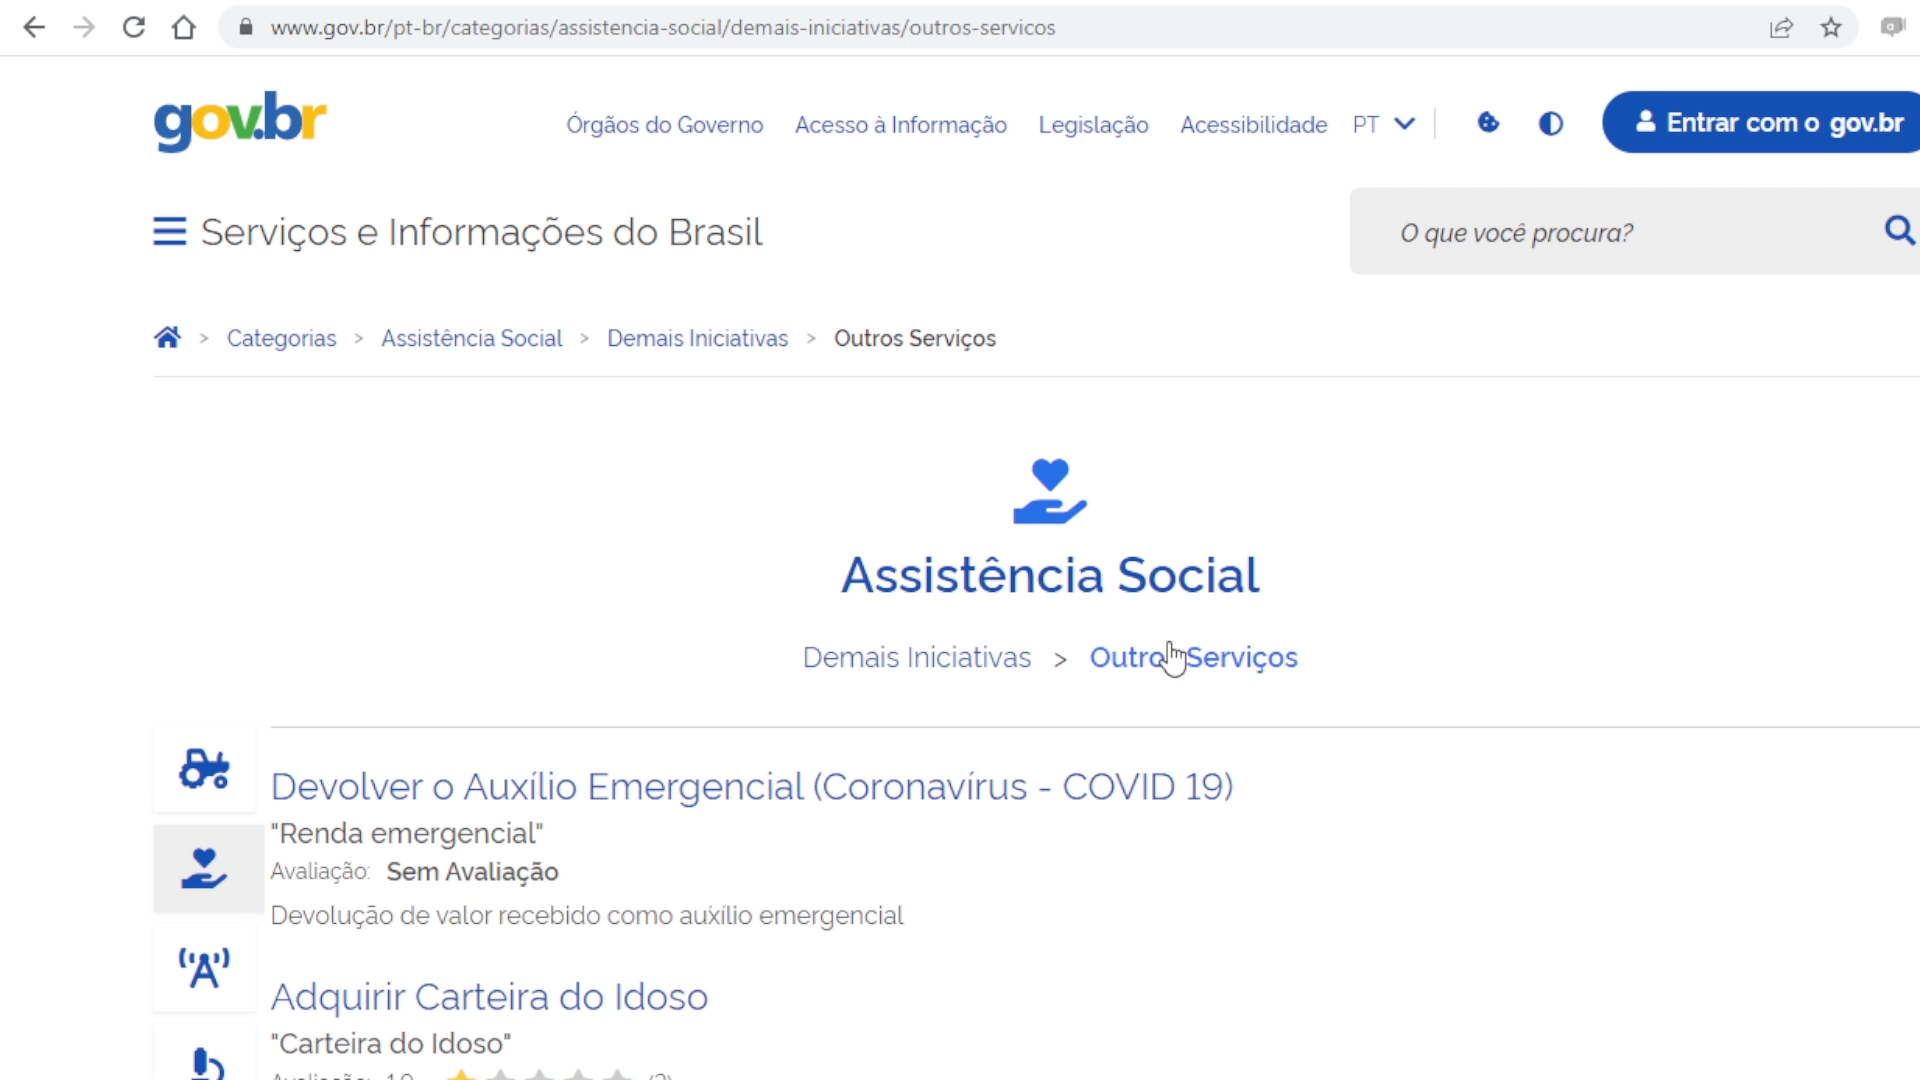 www.gov.br/pt-br/categorias/assistencia-social/demais-iniciativas/outros-servicos
gov.br
Órgãos do Governo Acesso à Informação Legislação Acessibilidade PT Entrar com o gov.br
Serviços e Informações do Brasil
O que você procura?
> Categorias > Assistência Social > Demais Iniciativas > Outros Serviços
Assistência Social
Demais Iniciativas > Outros Serviços
Devolver o Auxílio Emergencial (Coronavírus - COVID 19)
"Renda emergencial"
Avaliação: Sem Avaliação
Devolução de valor recebido como auxílio emergencial
Adquirir Carteira do Idoso
"Carteira do Idoso"
Avaliação: